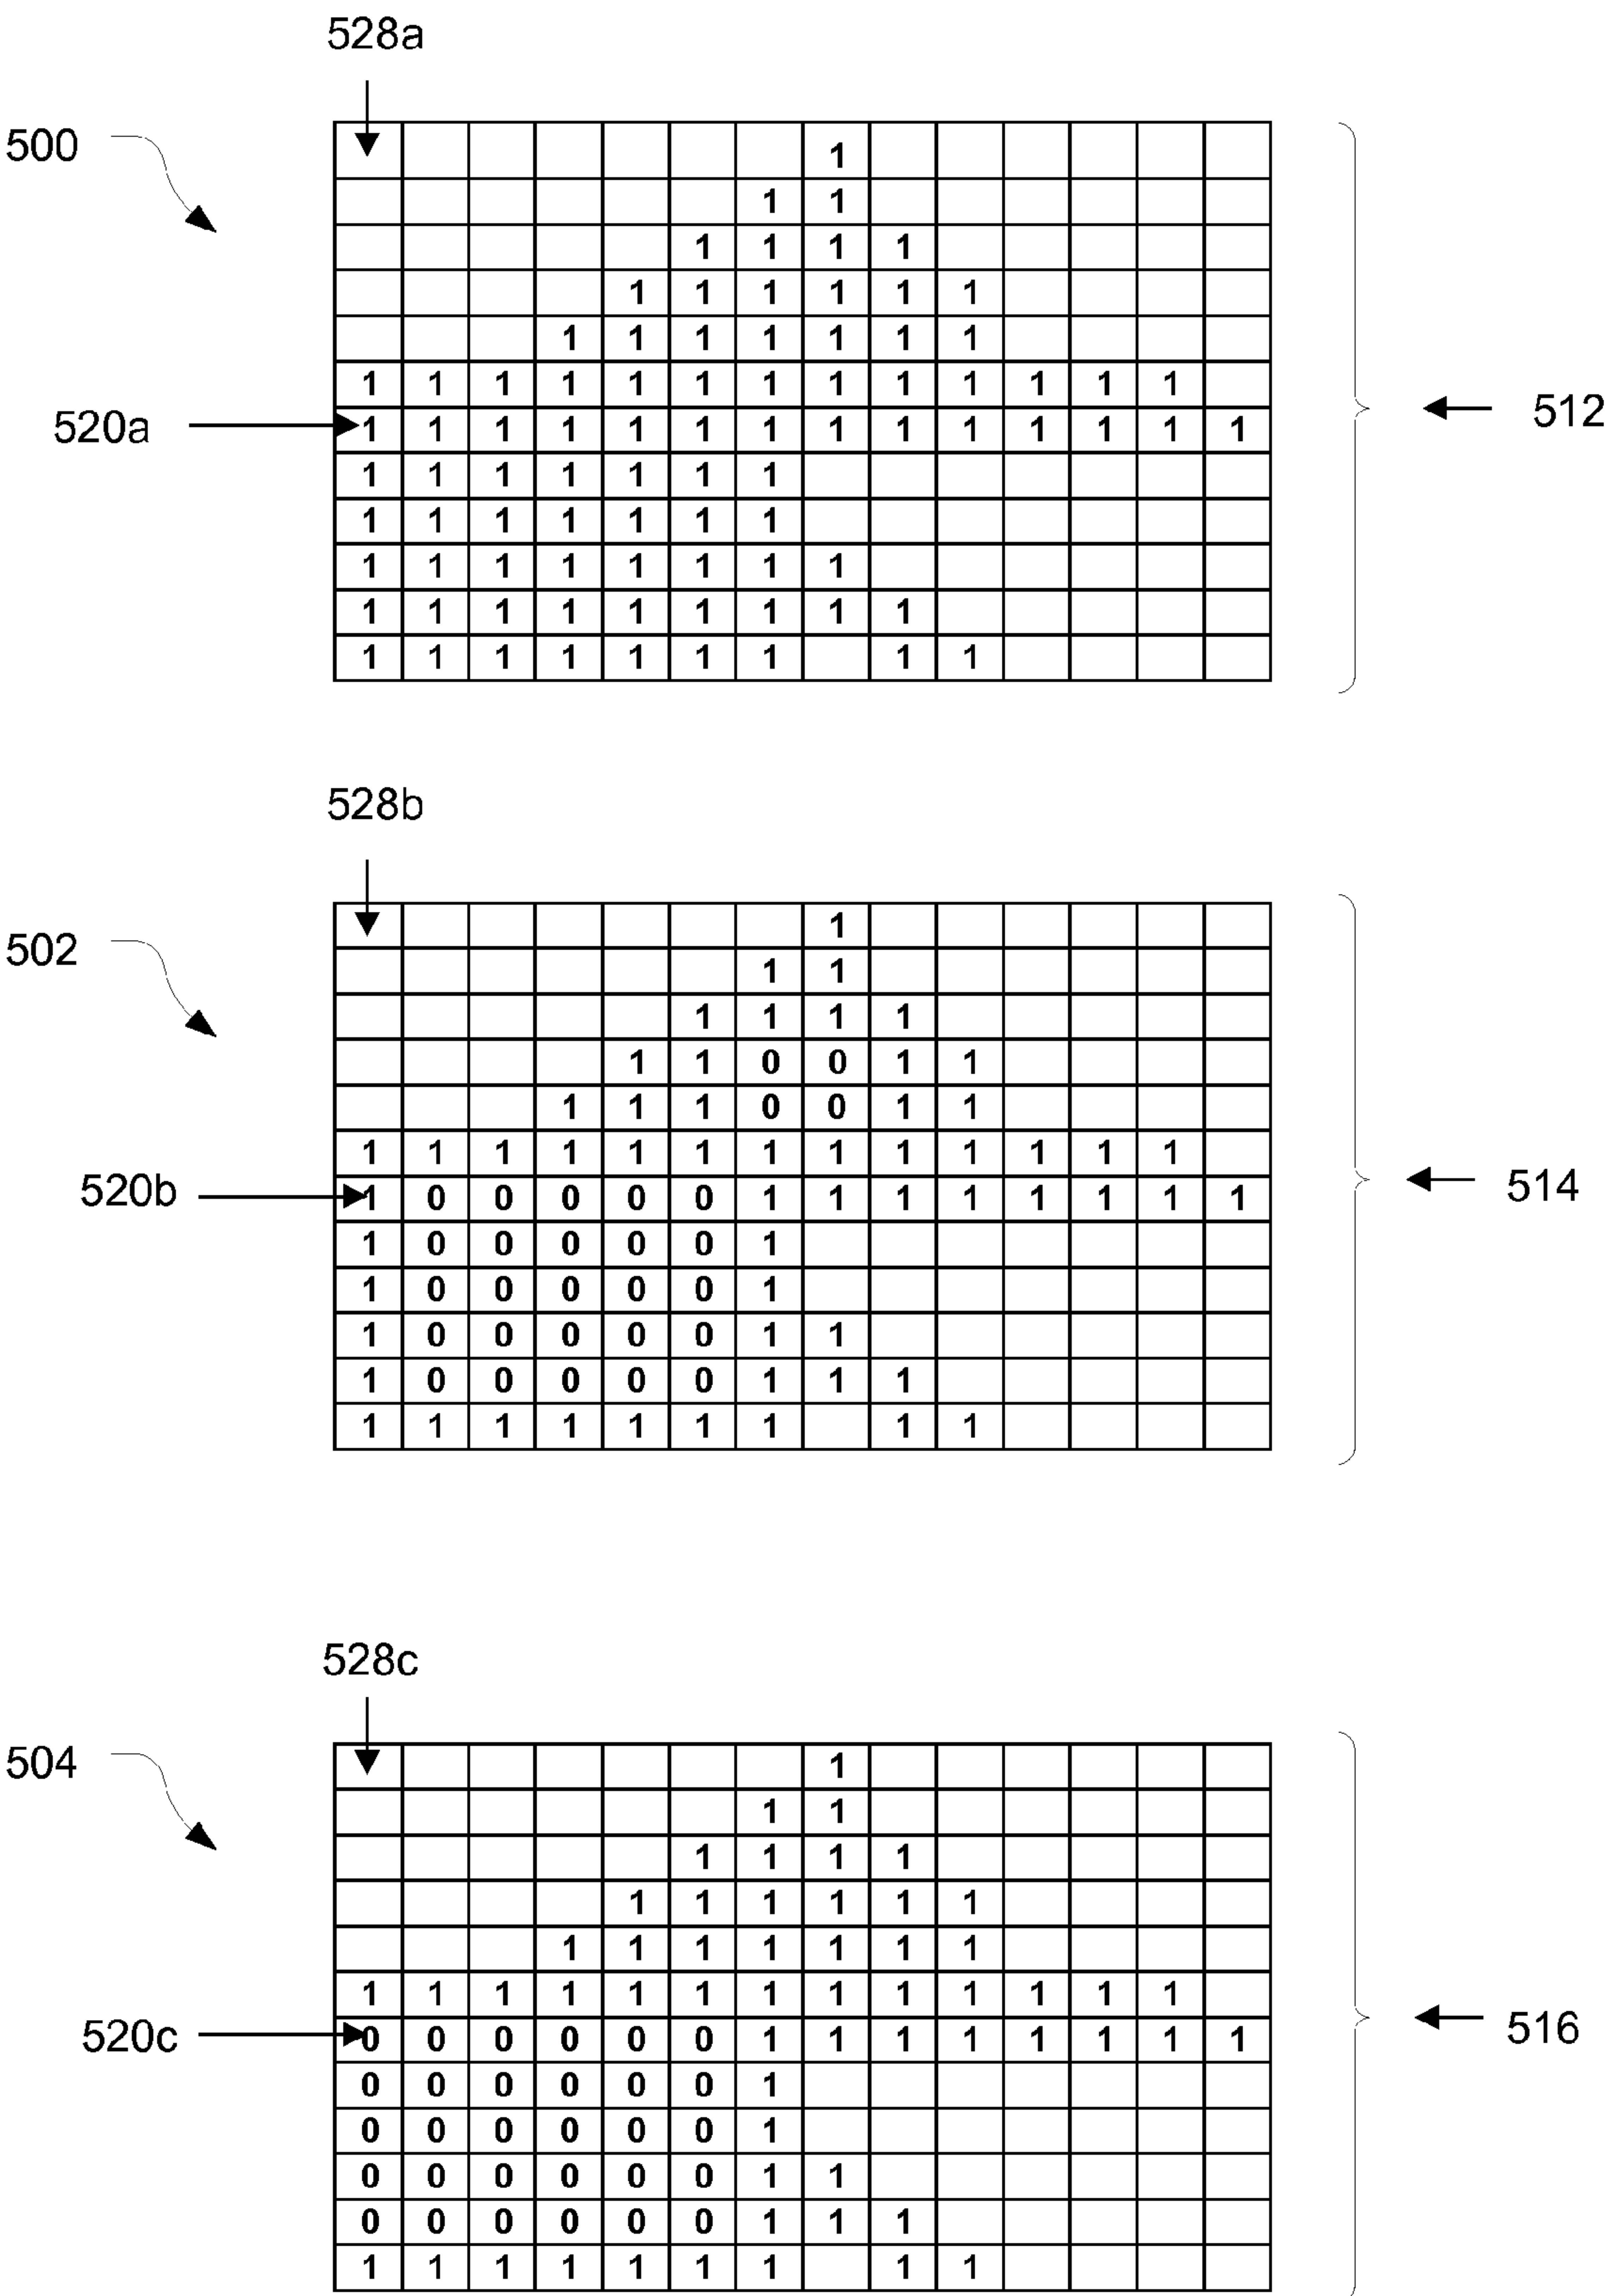 528a
500
1
1 1
1 1 1 1
1 1 1 1 1 1
1 1 1 1 1 1 1
1 1 1 1 1 1 1 1 1 1 1 1 1
520a 1 1 1 1 1 1 1 1 1 1 1 1 1 1 512
1 1 1 1 1 1 1
1 1 1 1 1 1 1
1 1 1 1 1 1 1 1
1 1 1 1 1 1 1 1 1
1 1 1 1 1 1 1 1 1
528b
502
1
1 1
1 1 1 1
1 1 0 0 1 1
1 1 1 0 0 1 1
1 1 1 1 1 1 1 1 1 1 1 1 1
520b 1 0 0 0 0 0 1 1 1 1 1 1 1 1 514
1 0 0 0 0 0 1
1 0 0 0 0 0 1
1 0 0 0 0 0 1 1
1 0 0 0 0 0 1 1 1
1 1 1 1 1 1 1 1 1
528c
504
1
1 1
1 1 1 1
1 1 1 1 1 1
1 1 1 1 1 1 1
1 1 1 1 1 1 1 1 1 1 1 1 1
520c 0 0 0 0 0 0 1 1 1 1 1 1 1 1 516
0 0 0 0 0 0 1
0 0 0 0 0 0 1
0 0 0 0 0 0 1 1
0 0 0 0 0 0 1 1 1
1 1 1 1 1 1 1 1 1